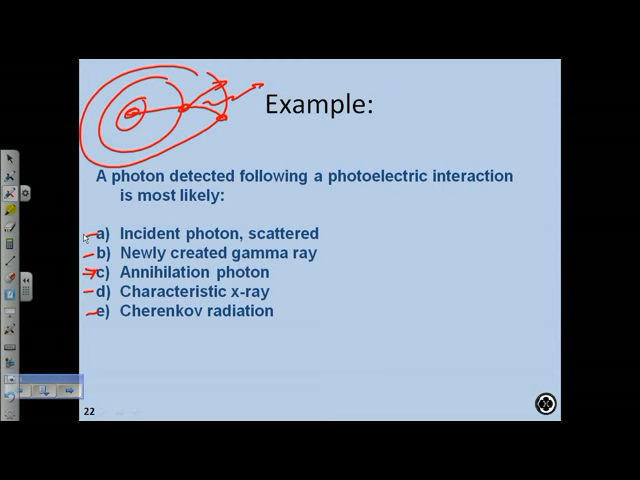 Example:
A photon detected following a photoelectric interaction
is most likely:
a) Incident photon, scattered
b) Newly created gamma ray
c) Annihilation photon
d) Characteristic x-ray
e) Cherenkov radiation
22